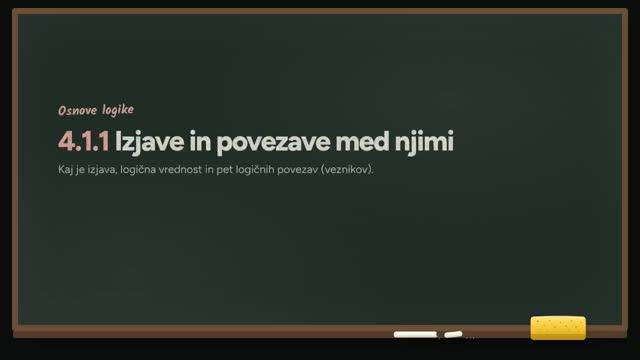 Osnove logike
4.1.1 Izjave in povezave med njimi
Kaj je izjava, logična vrednost in pet logičnih povezav (veznikov).